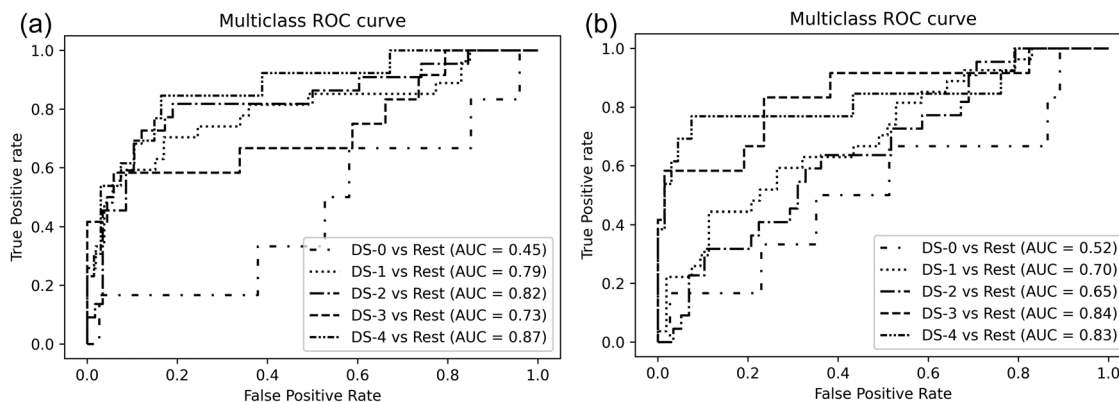 (a)
Multiclass ROC curve
True Positive rate
1.0
0.8
0.6
0.4
0.2
0.0
DS-0 vs Rest (AUC = 0.45)
DS-1 vs Rest (AUC = 0.79)
DS-2 vs Rest (AUC = 0.82)
DS-3 vs Rest (AUC = 0.73)
DS-4 vs Rest (AUC = 0.87)
0.0 0.2 0.4 0.6 0.8 1.0
False Positive Rate
(b)
Multiclass ROC curve
True Positive rate
1.0
0.8
0.6
0.4
0.2
0.0
DS-0 vs Rest (AUC = 0.52)
DS-1 vs Rest (AUC = 0.70)
DS-2 vs Rest (AUC = 0.65)
DS-3 vs Rest (AUC = 0.84)
DS-4 vs Rest (AUC = 0.83)
0.0 0.2 0.4 0.6 0.8 1.0
False Positive Rate